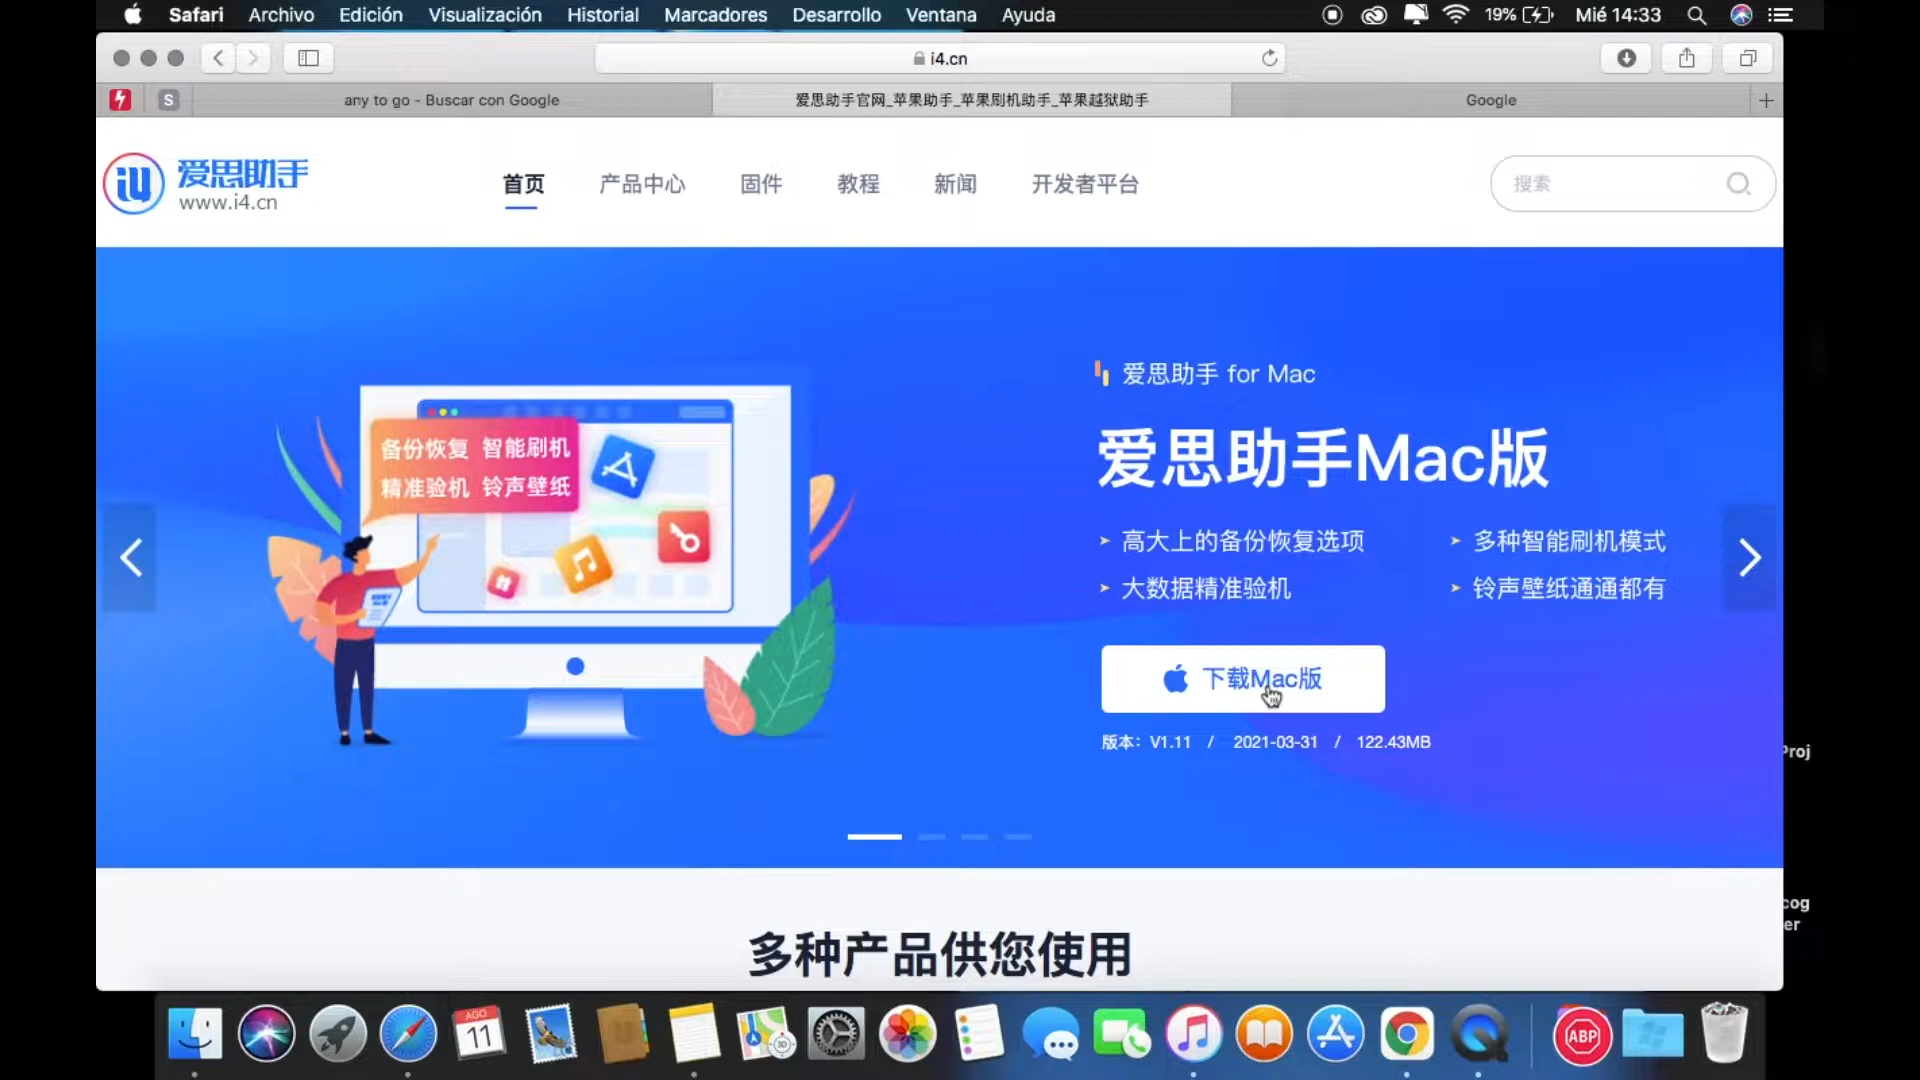 Safari Archivo Edición Visualización Historial Marcadores Desarrollo Ventana Ayuda 19% Mié 14:33
i4.cn
S any to go - Buscar con Google 爱思助手官网_苹果助手_苹果刷机助手_苹果越狱助手 Google
爱思助手
www.i4.cn
首页 产品中心 固件 教程 新闻 开发者平台 搜索
爱思助手 for Mac
爱思助手Mac版
备份恢复 智能刷机
精准验机 铃声壁纸
高大上的备份恢复选项 多种智能刷机模式
大数据精准验机 铃声壁纸通通都有
下载Mac版
版本: V1.11 / 2021-03-31 / 122.43MB
Proj
cog
er
多种产品供您使用
AGO
11
3D
ABP